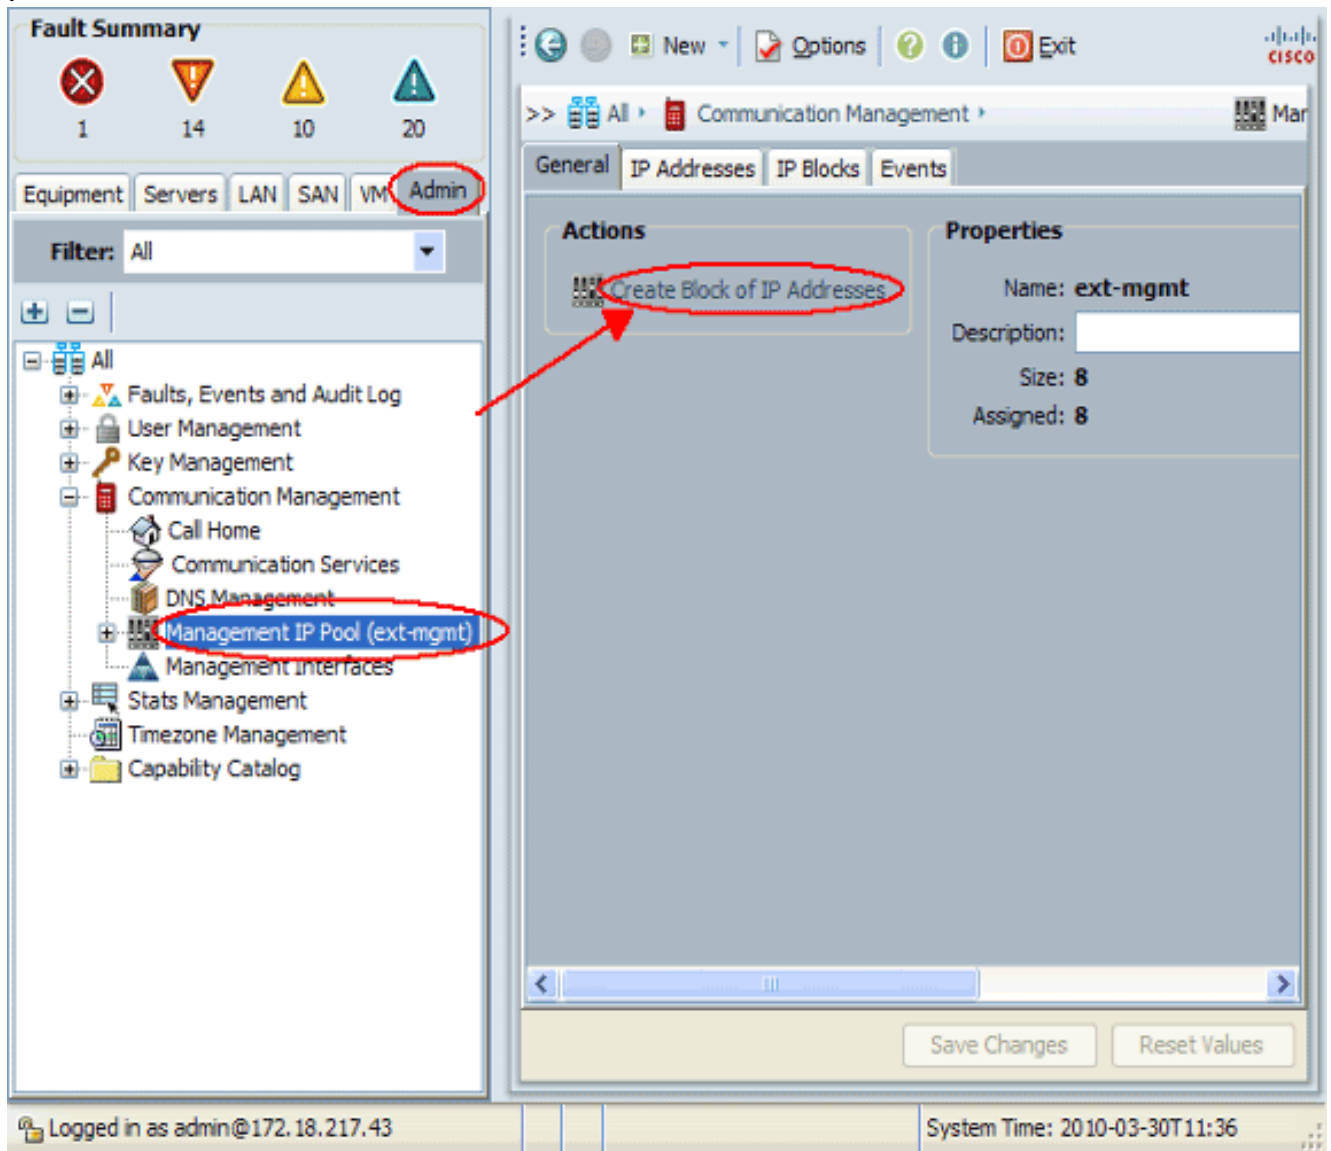 Fault Summary
1 14 10 20
Equipment Servers LAN SAN VM Admin
Filter: All
All
Faults, Events and Audit Log
User Management
Key Management
Communication Management
Call Home
Communication Services
DNS Management
Management IP Pool (ext-mgmt)
Management Interfaces
Stats Management
Timezone Management
Capability Catalog
New Options Exit
CISCO
>> All Communication Management Mar
General IP Addresses IP Blocks Events
Actions
Create Block of IP Addresses
Properties
Name: ext-mgmt
Description:
Size: 8
Assigned: 8
Save Changes Reset Values
Logged in as admin@172.18.217.43
System Time: 2010-03-30T11:36